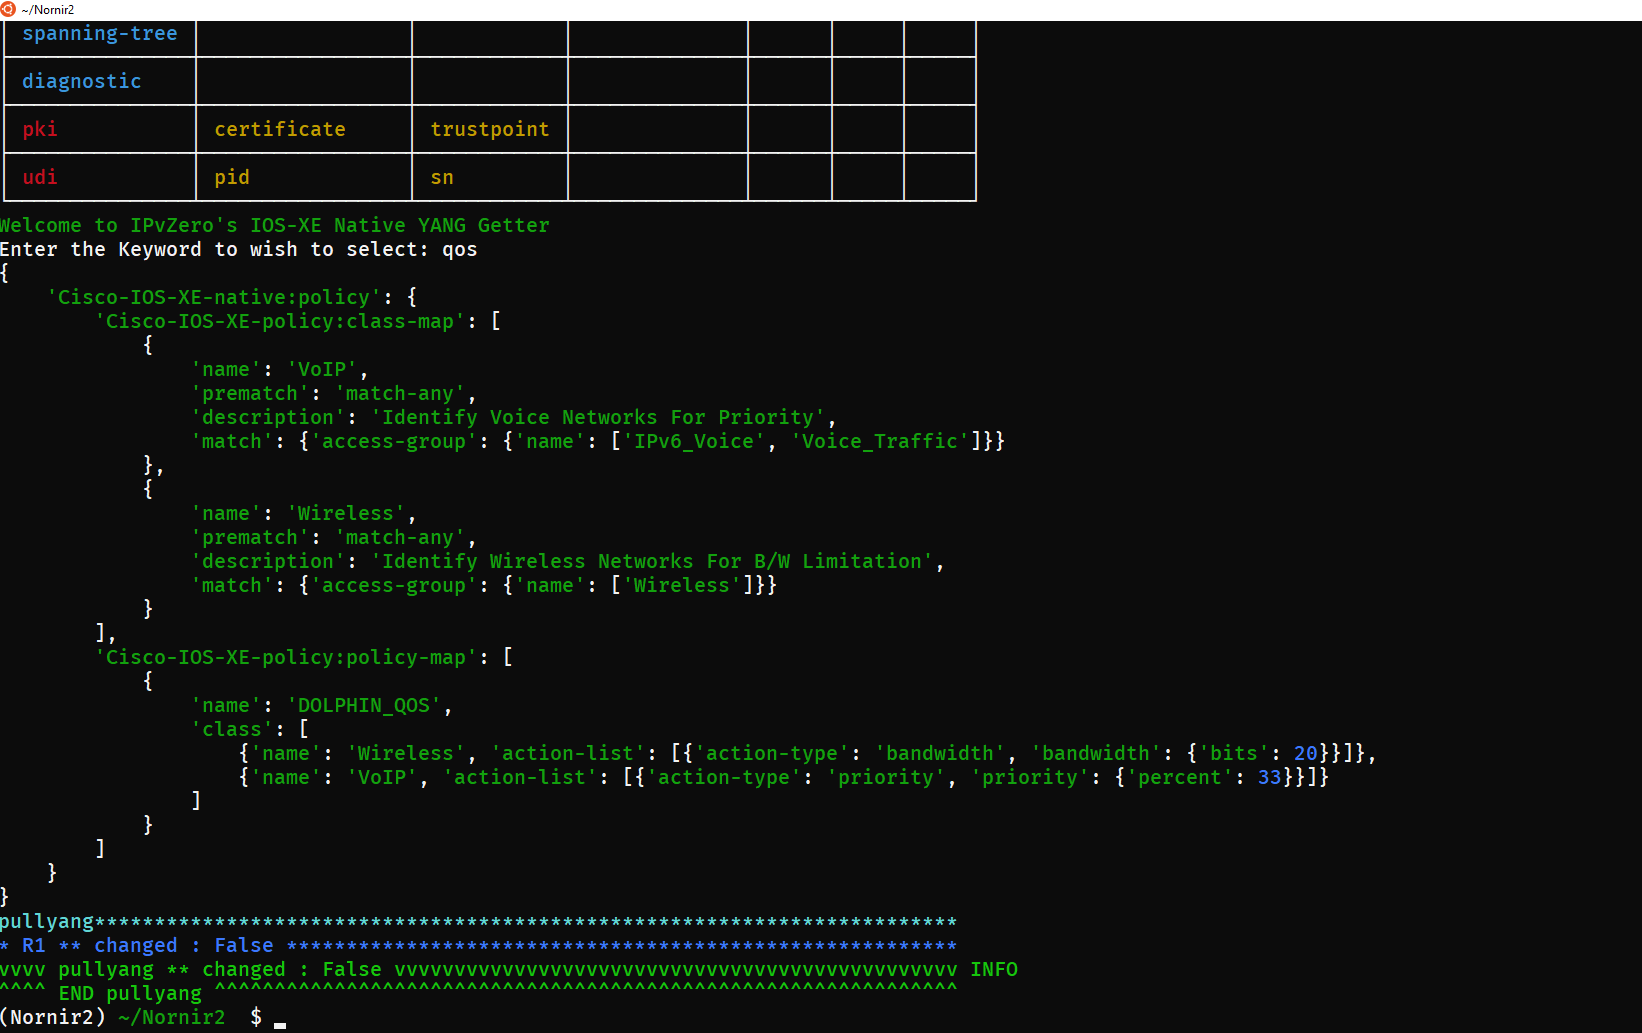 ~/Nornir2
spanning-tree
diagnostic
pki certificate trustpoint
udi pid sn
Welcome to IPvZero's IOS-XE Native YANG Getter
Enter the Keyword to wish to select: qos
{
    'Cisco-IOS-XE-native:policy': {
        'Cisco-IOS-XE-policy:class-map': [
            {
                'name': 'VoIP',
                'prematch': 'match-any',
                'description': 'Identify Voice Networks For Priority',
                'match': {'access-group': {'name': ['IPv6_Voice', 'Voice_Traffic']}}
            },
            {
                'name': 'Wireless',
                'prematch': 'match-any',
                'description': 'Identify Wireless Networks For B/W Limitation',
                'match': {'access-group': {'name': ['Wireless']}}
            }
        ],
        'Cisco-IOS-XE-policy:policy-map': [
            {
                'name': 'DOLPHIN_QOS',
                'class': [
                    {'name': 'Wireless', 'action-list': [{'action-type': 'bandwidth', 'bandwidth': {'bits': 20}}]},
                    {'name': 'VoIP', 'action-list': [{'action-type': 'priority', 'priority': {'percent': 33}}]}
                ]
            }
        ]
    }
}
pullyang************************************************************************
* R1 ** changed : False ********************************************************
vvvv pullyang ** changed : False vvvvvvvvvvvvvvvvvvvvvvvvvvvvvvvvvvvvvvvvvvvvvvv INFO
^^^^ END pullyang ^^^^^^^^^^^^^^^^^^^^^^^^^^^^^^^^^^^^^^^^^^^^^^^^^^^^^^^^^^^^^^
(Nornir2) ~/Nornir2  $